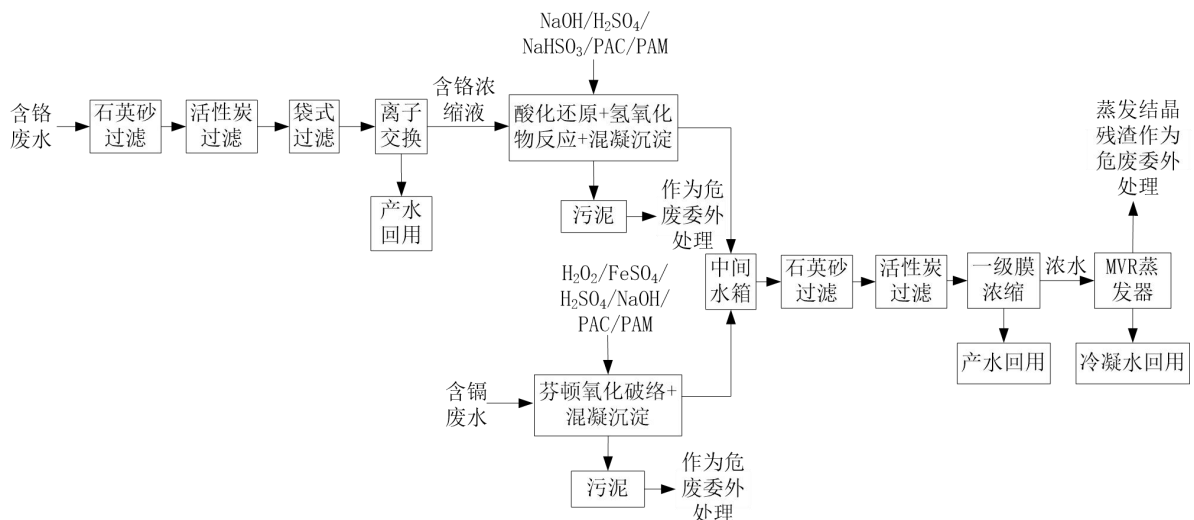 NaOH/H₂SO₄/
NaHSO₃/PAC/PAM
含铬
废水
石英砂
过滤
活性炭
过滤
袋式
过滤
离子
交换
含铬浓
缩液
酸化还原+氢氧化
物反应+混凝沉淀
产水
回用
污泥
作为危
废委外
处理
H₂O₂/FeSO₄/
H₂SO₄/NaOH/
PAC/PAM
含镉
废水
芬顿氧化破络+
混凝沉淀
污泥
作为危
废委外
处理
中间
水箱
石英砂
过滤
活性炭
过滤
一级膜
浓缩
浓水
MVR蒸
发器
蒸发结晶
残渣作为
危废委外
处理
产水回用
冷凝水回用